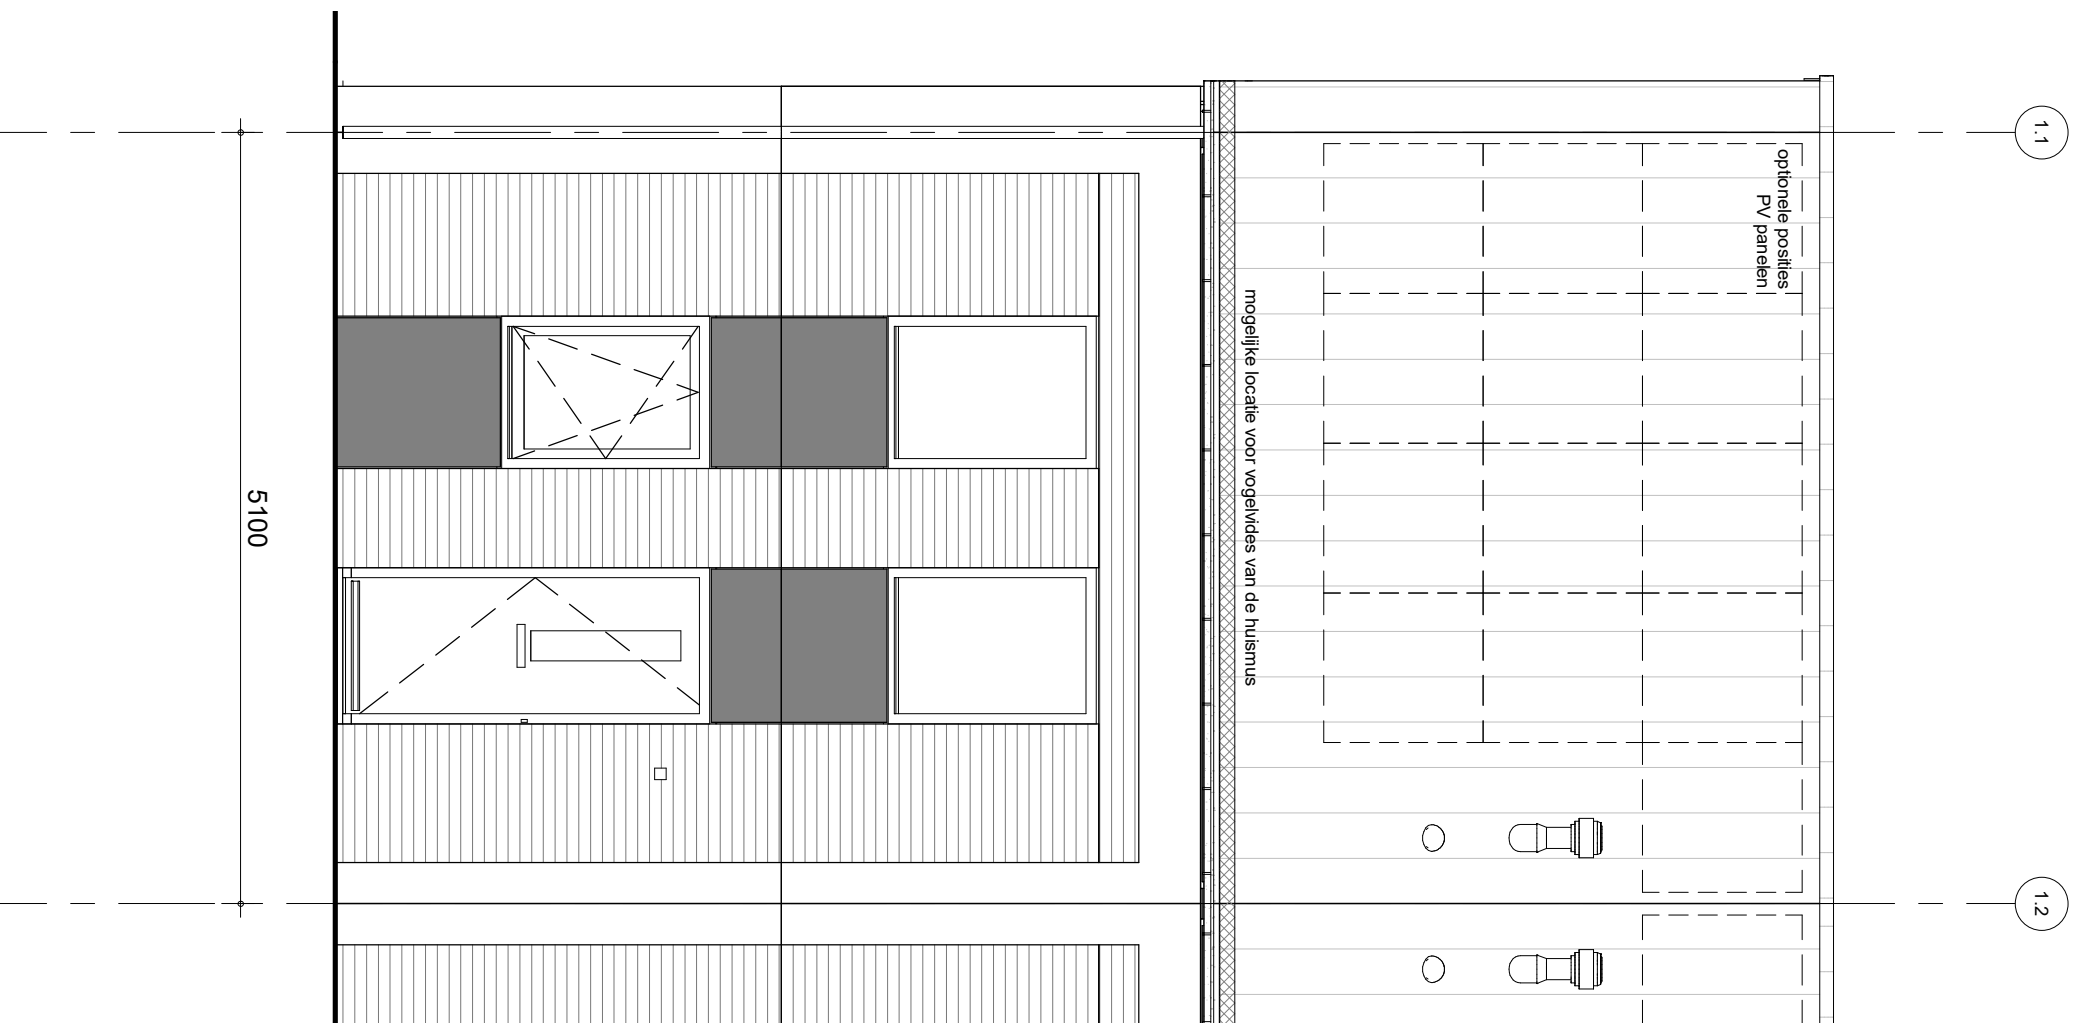 1.1
optionele posities
PV panelen
mogelijke locatie voor vogelvides van de huismus
5100
1.2